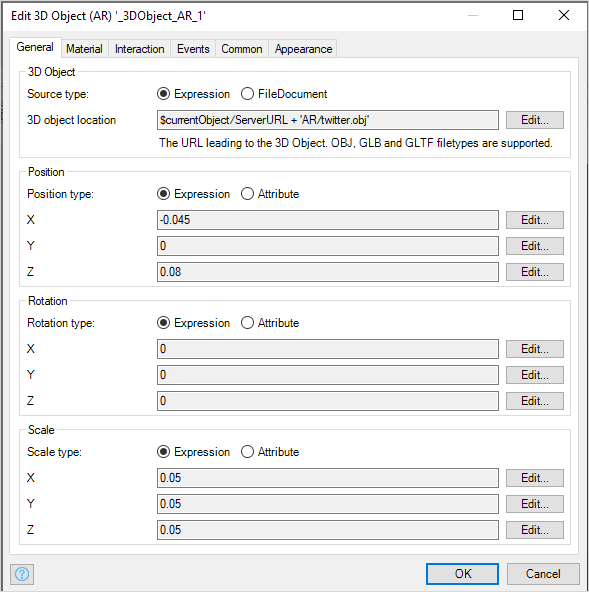 Edit 3D Object (AR) '_3DObject_AR_1'
General Material Interaction Events Common Appearance
3D Object
Source type: Expression FileDocument
3D object location $currentObject/ServerURL + 'AR/twitter.obj' Edit...
The URL leading to the 3D Object. OBJ, GLB and GLTF filetypes are supported.
Position
Position type: Expression Attribute
X -0.045 Edit...
Y 0 Edit...
Z 0.08 Edit...
Rotation
Rotation type: Expression Attribute
X 0 Edit...
Y 0 Edit...
Z 0 Edit...
Scale
Scale type: Expression Attribute
X 0.05 Edit...
Y 0.05 Edit...
Z 0.05 Edit...
? OK Cancel